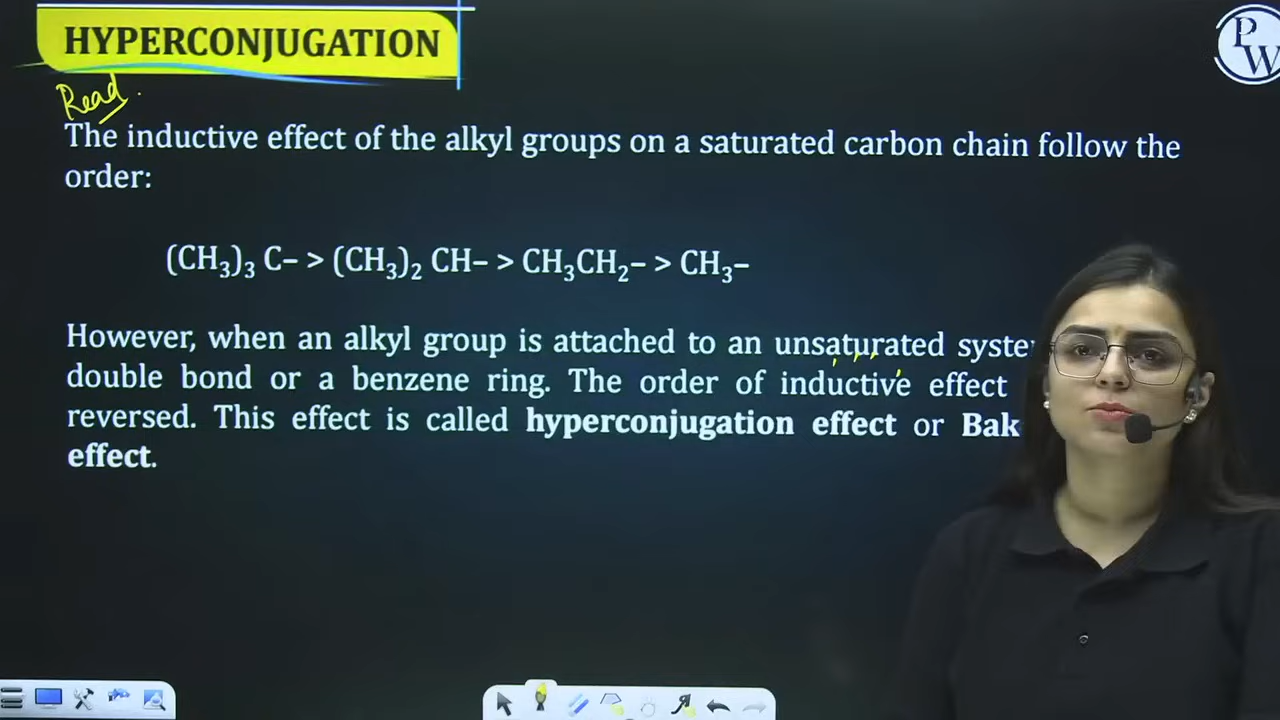 HYPERCONJUGATION
PW
Read.
The inductive effect of the alkyl groups on a saturated carbon chain follow the
order:
(CH₃)₃ C– > (CH₃)₂ CH– > CH₃CH₂– > CH₃–
However, when an alkyl group is attached to an unsaturated
double bond or a benzene ring. The order of inductive effect
reversed. This effect is called hyperconjugation effect or
effect.